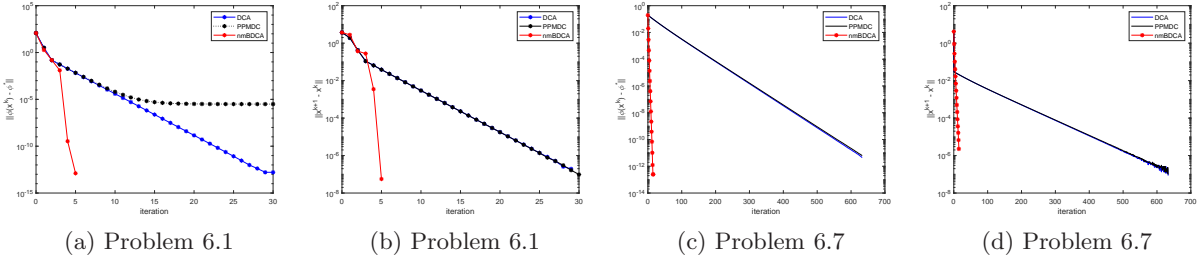 10^5
10^0
10^-5
10^-10
10^-15
||φ(x^k) - φ*||
0 5 10 15 20 25 30
iteration
DCA
PPMDC
nmBDCA
(a) Problem 6.1
10^2
10^0
10^-2
10^-4
10^-6
10^-8
||x^k+1 - x^k||
0 5 10 15 20 25 30
iteration
DCA
PPMDC
nmBDCA
(b) Problem 6.1
10^0
10^-2
10^-4
10^-6
10^-8
10^-10
10^-12
10^-14
||φ(x^k) - φ*||
0 100 200 300 400 500 600 700
iteration
DCA
PPMDC
nmBDCA
(c) Problem 6.7
10^2
10^0
10^-2
10^-4
10^-6
10^-8
||x^k+1 - x^k||
0 100 200 300 400 500 600 700
iteration
DCA
PPMDC
nmBDCA
(d) Problem 6.7